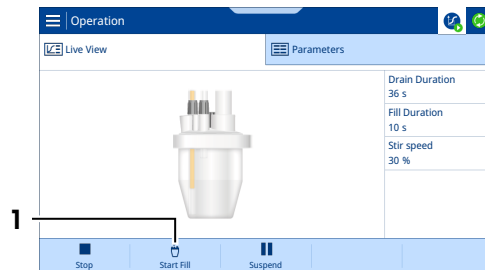 Operation
Live View
Parameters
Drain Duration
36 s
Fill Duration
10 s
Stir speed
30 %
1
Stop
Start Fill
Suspend